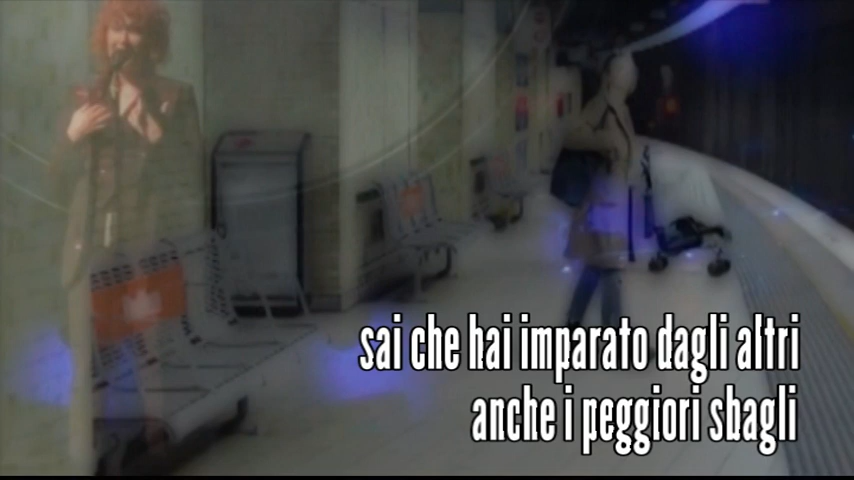 sai che hai imparato dagli altri
anche i peggiori sbagli